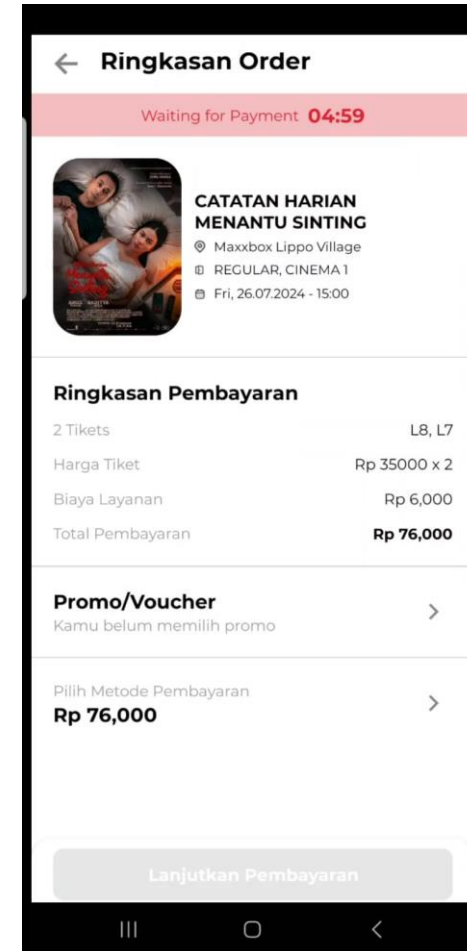 Ringkasan Order
Waiting for Payment 04:59
CATATAN HARIAN
MENANTU SINTING
Maxxbox Lippo Village
REGULAR, CINEMA 1
Fri, 26.07.2024 - 15:00
Ringkasan Pembayaran
2 Tikets L8, L7
Harga Tiket Rp 35000 x 2
Biaya Layanan Rp 6,000
Total Pembayaran Rp 76,000
Promo/Voucher
Kamu belum memilih promo
Pilih Metode Pembayaran
Rp 76,000
Lanjutkan Pembayaran